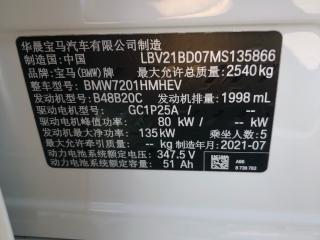 华晨宝马汽车有限公司制造
制造国:中国 LBV21BD07MS135866
品牌:宝马(BMW)牌 最大允许总质量:2540kg
整车型号:BMW7201HMHEV
发动机型号:B48B20C 发动机排量:1998 mL
驱动电机型号:GC1P25A
驱动电机峰值功率:80 kW 发动机最大净功率:135kW 乘坐人数:5
最大允许牵引质量:-- kg 制造年月:2021-07
动力电池系统额定电压:347.5 V
动力电池系统额定容量:51 Ah
A96